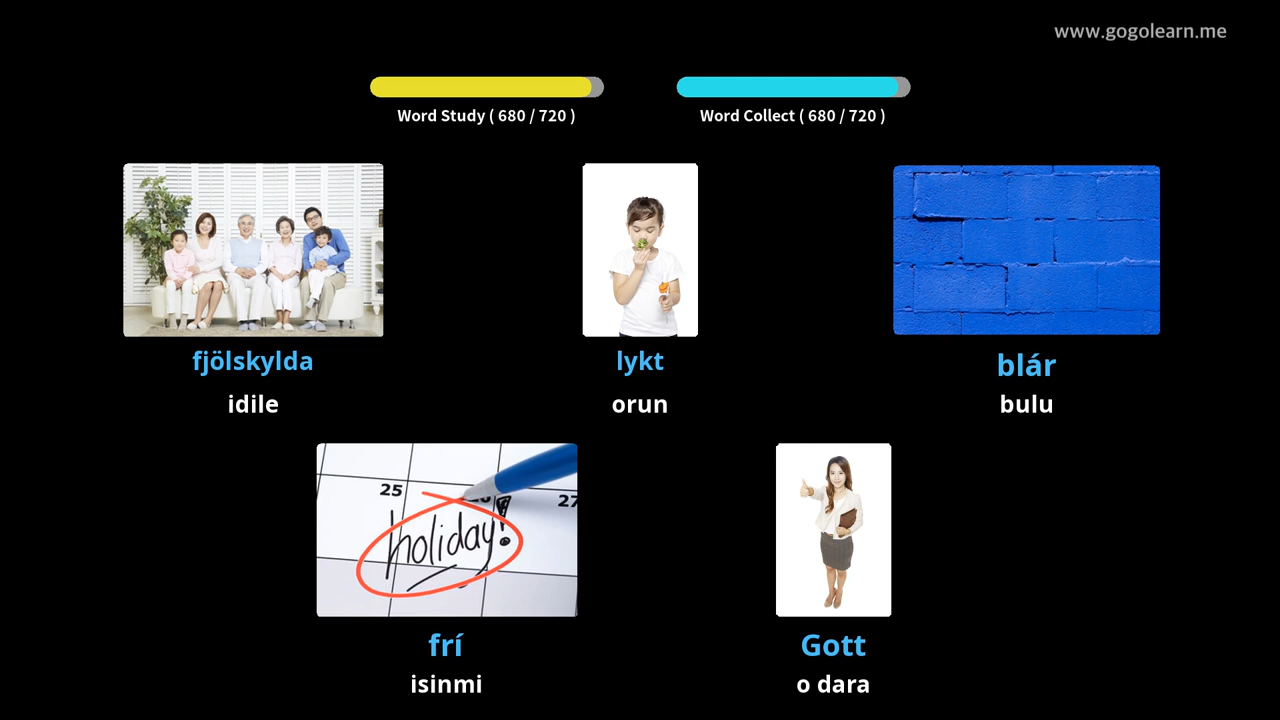 www.gogolearn.me
Word Study ( 680 / 720 )
Word Collect ( 680 / 720 )
fjölskylda
idile
lykt
orun
blár
bulu
25
27
holiday!
frí
isinmi
Gott
o dara